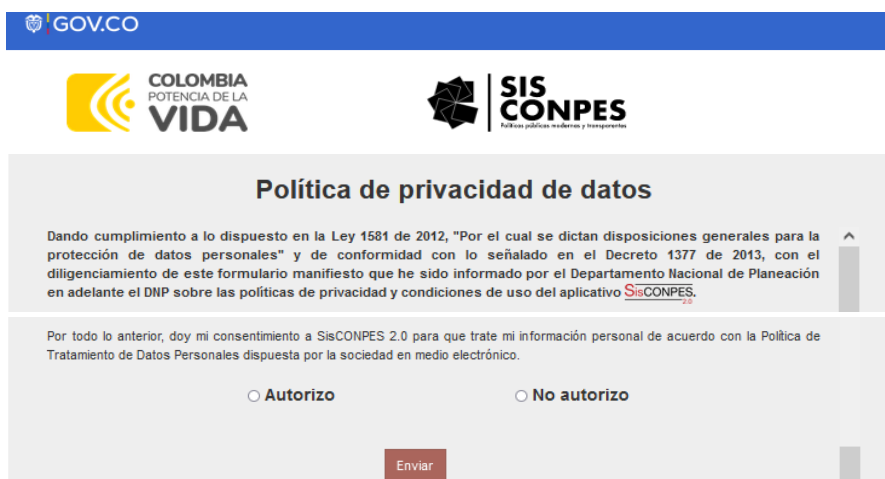 GOV.CO
COLOMBIA
POTENCIA DE LA
VIDA
SIS
CONPES
Políticas públicas modernas y transparentes
Política de privacidad de datos
Dando cumplimiento a lo dispuesto en la Ley 1581 de 2012, "Por el cual se dictan disposiciones generales para la
protección de datos personales" y de conformidad con lo señalado en el Decreto 1377 de 2013, con el
diligenciamiento de este formulario manifiesto que he sido informado por el Departamento Nacional de Planeación
en adelante el DNP sobre las políticas de privacidad y condiciones de uso del aplicativo SisCONPES 2.0.
Por todo lo anterior, doy mi consentimiento a SisCONPES 2.0 para que trate mi información personal de acuerdo con la Política de
Tratamiento de Datos Personales dispuesta por la sociedad en medio electrónico.
Autorizo No autorizo
Enviar